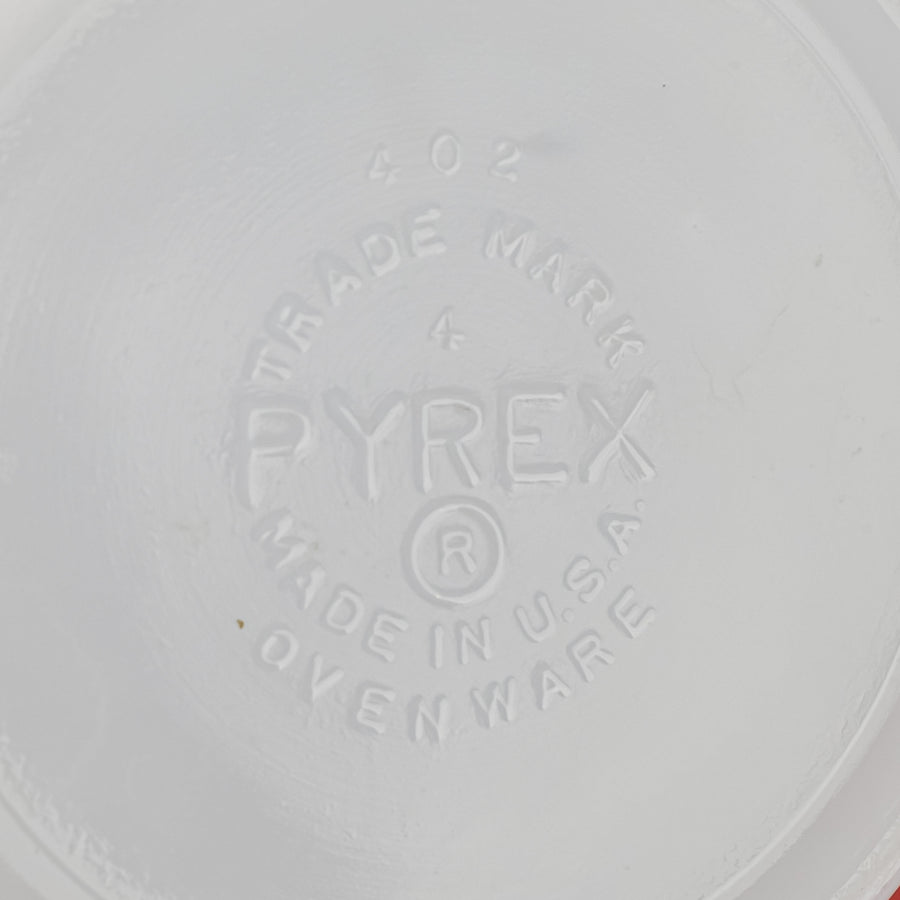 402
TRADE MARK
4
PYREX
®
MADE IN U.S.A.
OVENWARE